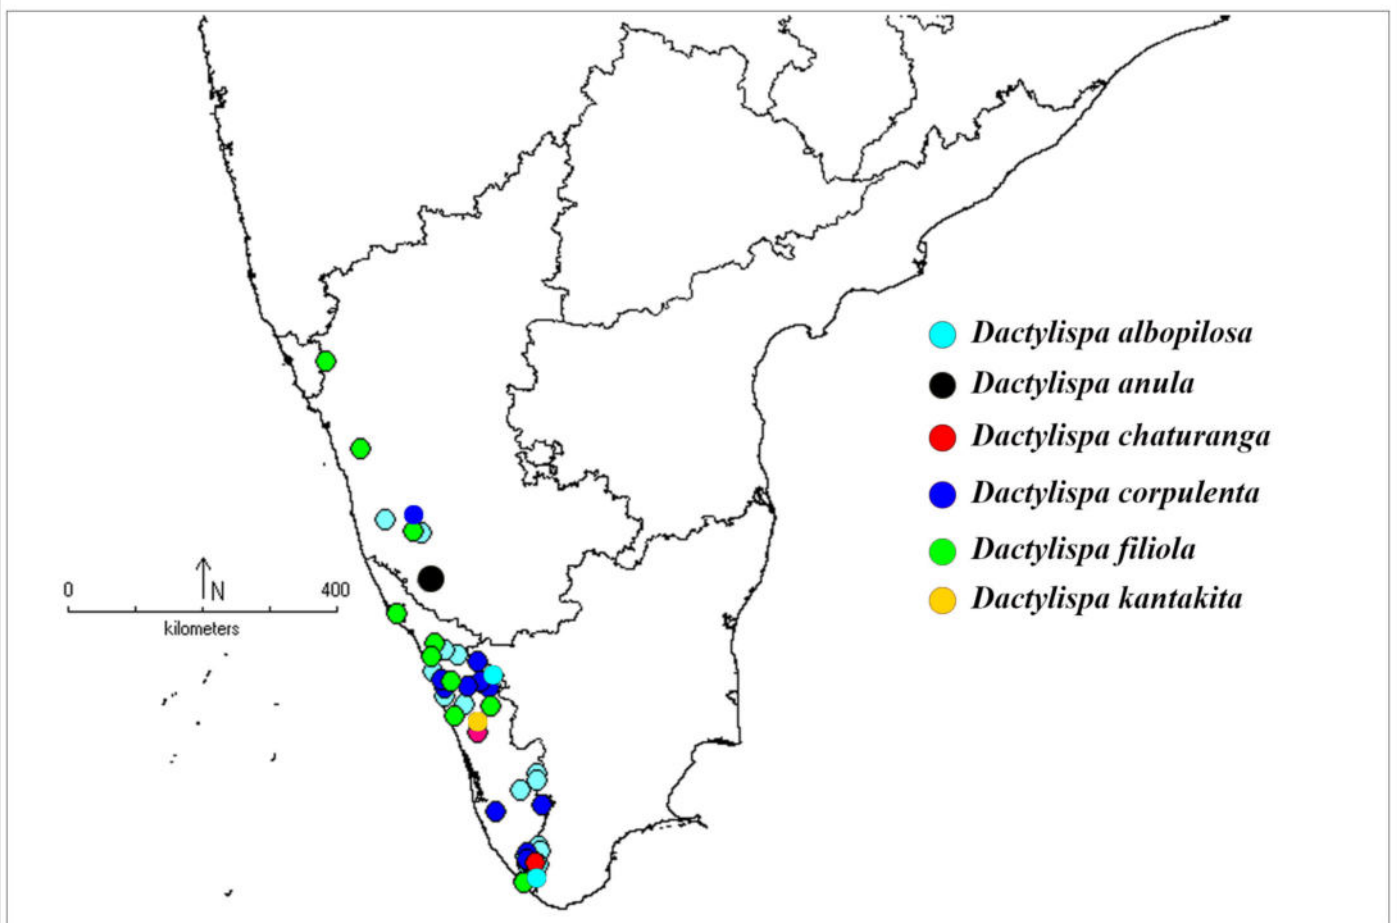 Dactylispa albopilosa
Dactylispa anula
Dactylispa chaturanga
Dactylispa corpulenta
Dactylispa filiola
Dactylispa kantakita
0 N 400
kilometers